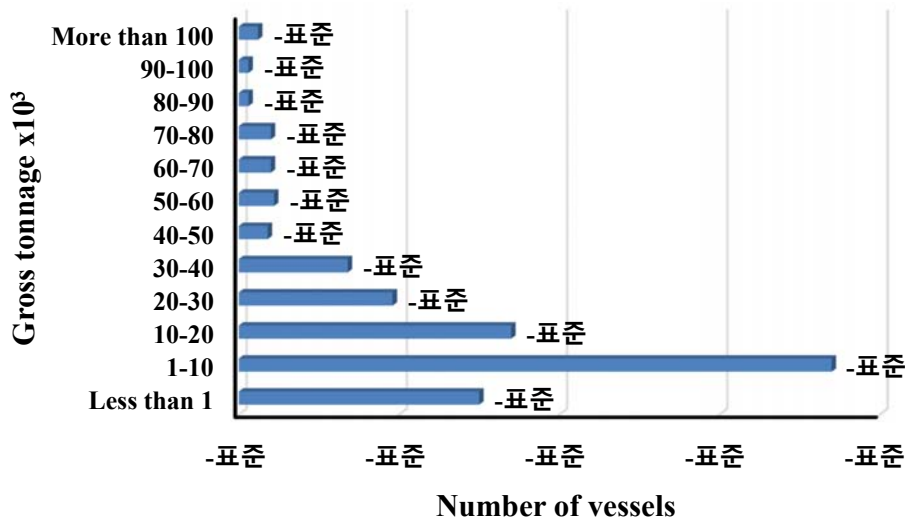 Gross tonnage x10³
More than 100 -표준
90-100 -표준
80-90 -표준
70-80 -표준
60-70 -표준
50-60 -표준
40-50 -표준
30-40 -표준
20-30 -표준
10-20 -표준
1-10 -표준
Less than 1 -표준
-표준 -표준 -표준 -표준 -표준
Number of vessels